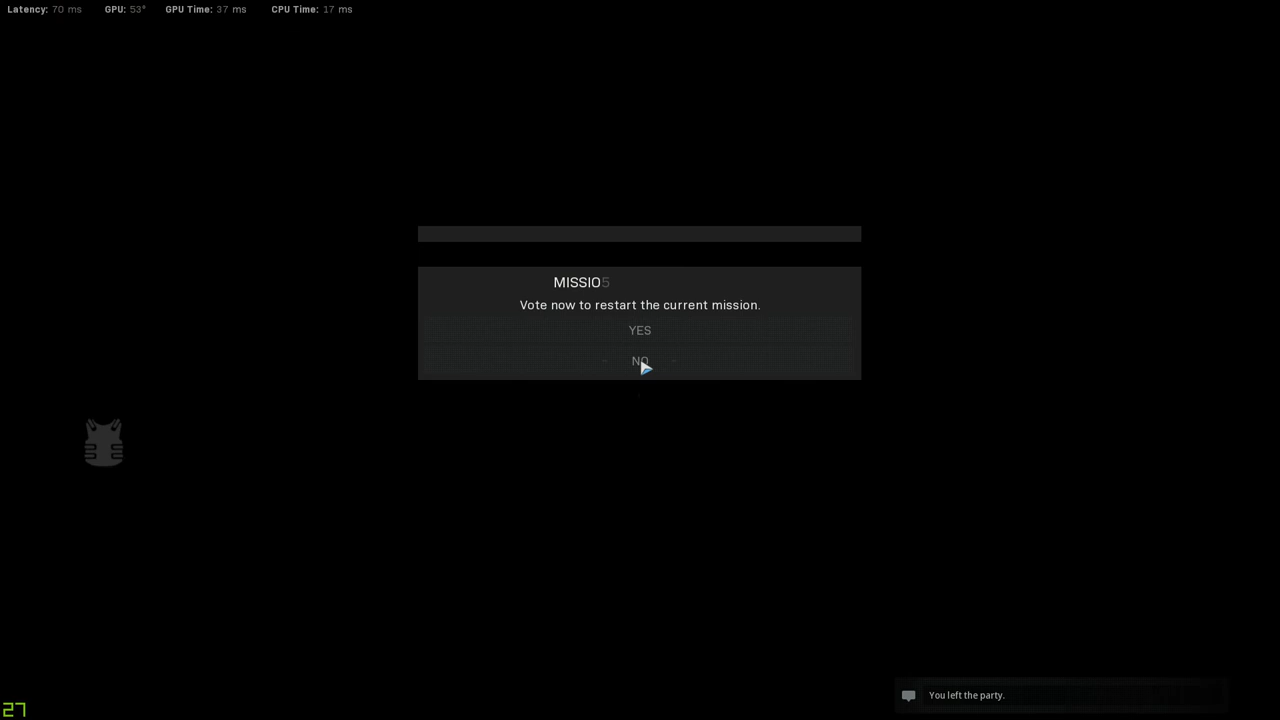 Latency: 70 ms GPU: 53° GPU Time: 37 ms CPU Time: 17 ms
MISSIO5
Vote now to restart the current mission.
YES
- NO -
You left the party.
27